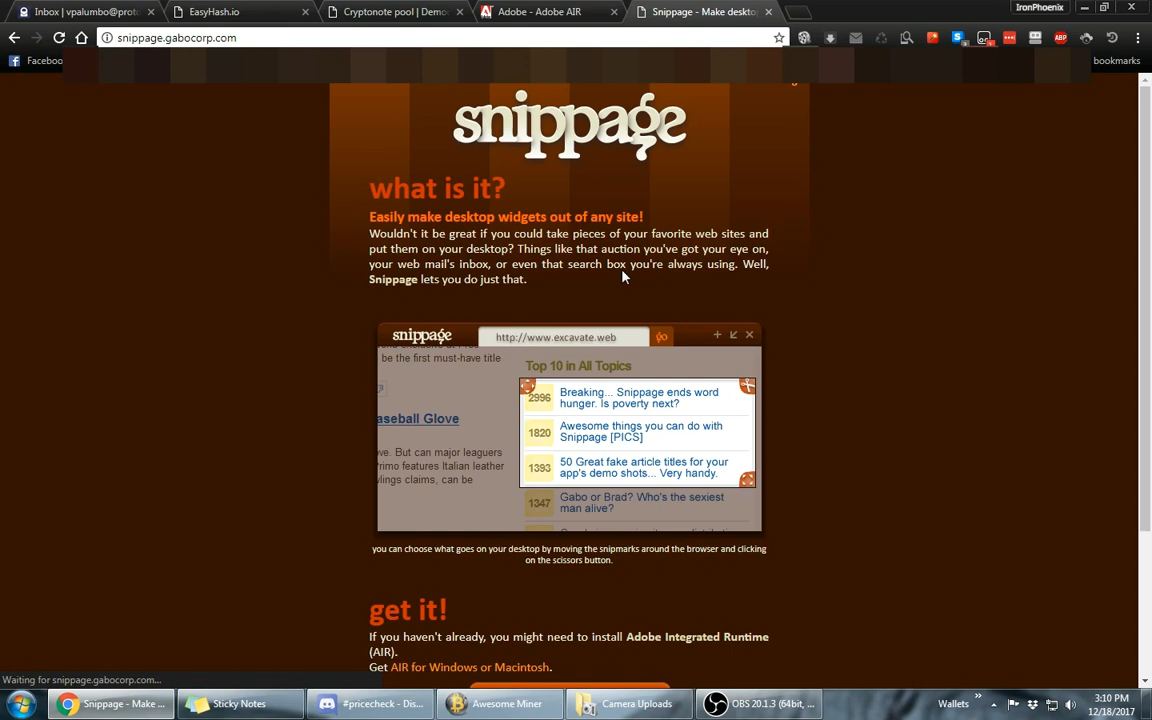 Inbox | vpalumbo@prot
EasyHash.io
Cryptonote pool | Demo
Adobe - Adobe AIR
Snippage - Make deskto
IronPhoenix
snippage.gabocorp.com
ABP
Faceboo
bookmarks
snippage
what is it?
Easily make desktop widgets out of any site!
Wouldn't it be great if you could take pieces of your favorite web sites and
put them on your desktop? Things like that auction you've got your eye on,
your web mail's inbox, or even that search box you're always using. Well,
Snippage lets you do just that.
snippage http://www.excavate.web go
be the first must-have title
Top 10 in All Topics
aseball Glove
ve. But can major leaguers
Primo features Italian leather
vlings claims, can be
2996 Breaking... Snippage ends word
hunger. Is poverty next?
1820 Awesome things you can do with
Snippage [PICS]
1393 50 Great fake article titles for your
app's demo shots... Very handy.
1347 Gabo or Brad? Who's the sexiest
man alive?
you can choose what goes on your desktop by moving the snipmarks around the browser and clicking
on the scissors button.
get it!
If you haven't already, you might need to install Adobe Integrated Runtime
(AIR).
Get AIR for Windows or Macintosh.
Waiting for snippage.gabocorp.com...
Snippage - Make ...
Sticky Notes
#pricecheck - Dis...
Awesome Miner
Camera Uploads
OBS 20.1.3 (64bit, ...
Wallets
3:10 PM
12/18/2017